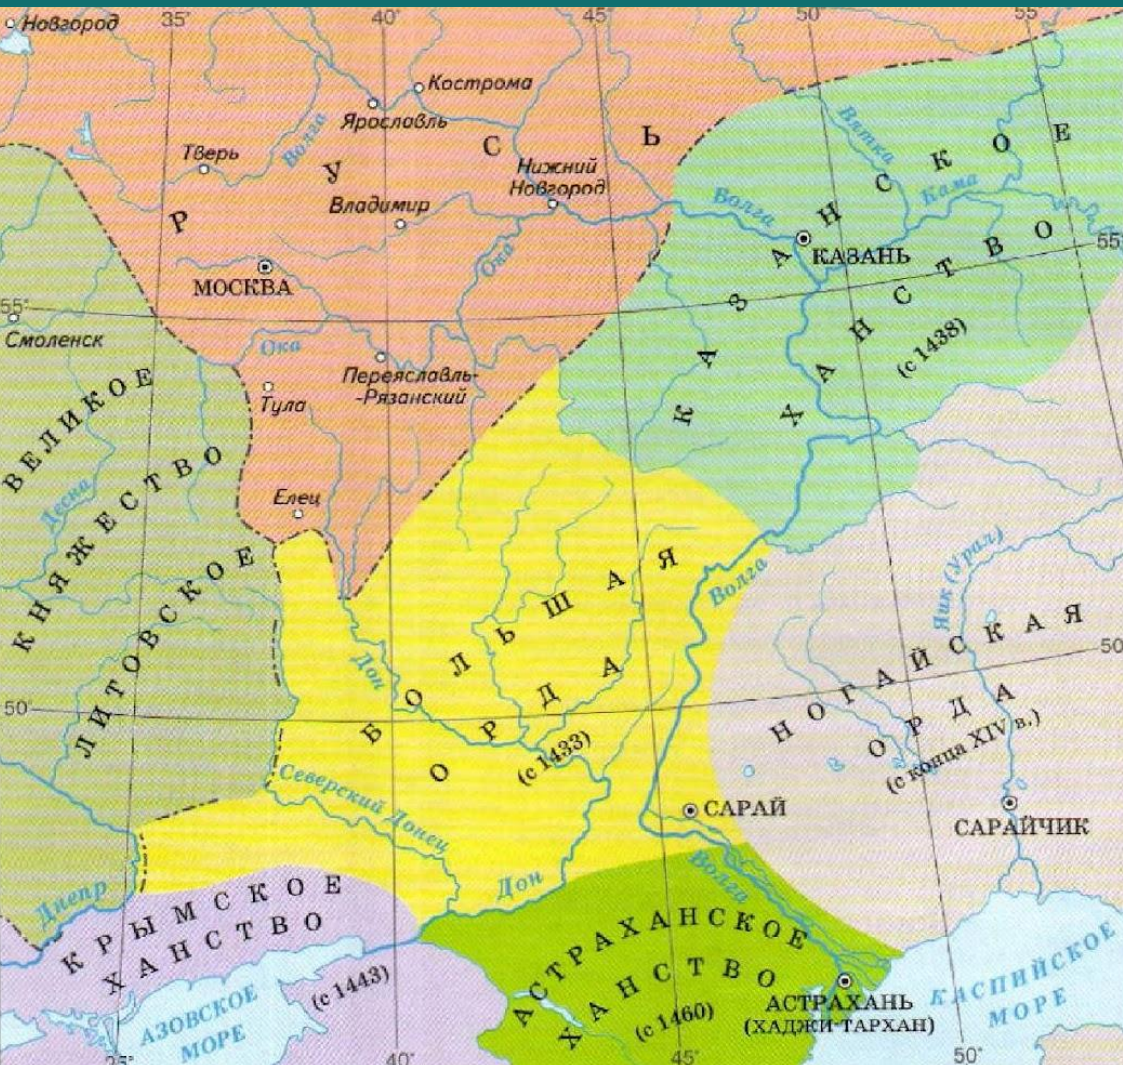 35° 40° 45° 50° 55°
Новгород
Кострома
Ярославль
Волга
Тверь
РУСЬ
Нижний
Новгород
Владимир
Вятка
Кама
Волга
КАЗАНЬ
КАЗАНСКОЕ
ХАНСТВО
(с 1438)
Ока
МОСКВА
55°
55°
Смоленск
Ока
Переяславль-
-Рязанский
Тула
Елец
ВЕЛИКОЕ
КНЯЖЕСТВО
ЛИТОВСКОЕ
Десна
БОЛЬШАЯ
ОРДА
(с 1433)
Волга
Яик (Урал)
НОГАЙСКАЯ
ОРДА
(с конца XIV в.)
50°
50°
Дон
Северский Донец
САРАЙ
САРАЙЧИК
Волга
Дон
Днепр
КРЫМСКОЕ
ХАНСТВО
(с 1443)
АСТРАХАНСКОЕ
ХАНСТВО
(с 1460)
АСТРАХАНЬ
(ХАДЖИ-ТАРХАН)
АЗОВСКОЕ
МОРЕ
КАСПИЙСКОЕ
МОРЕ
35° 40° 45° 50°